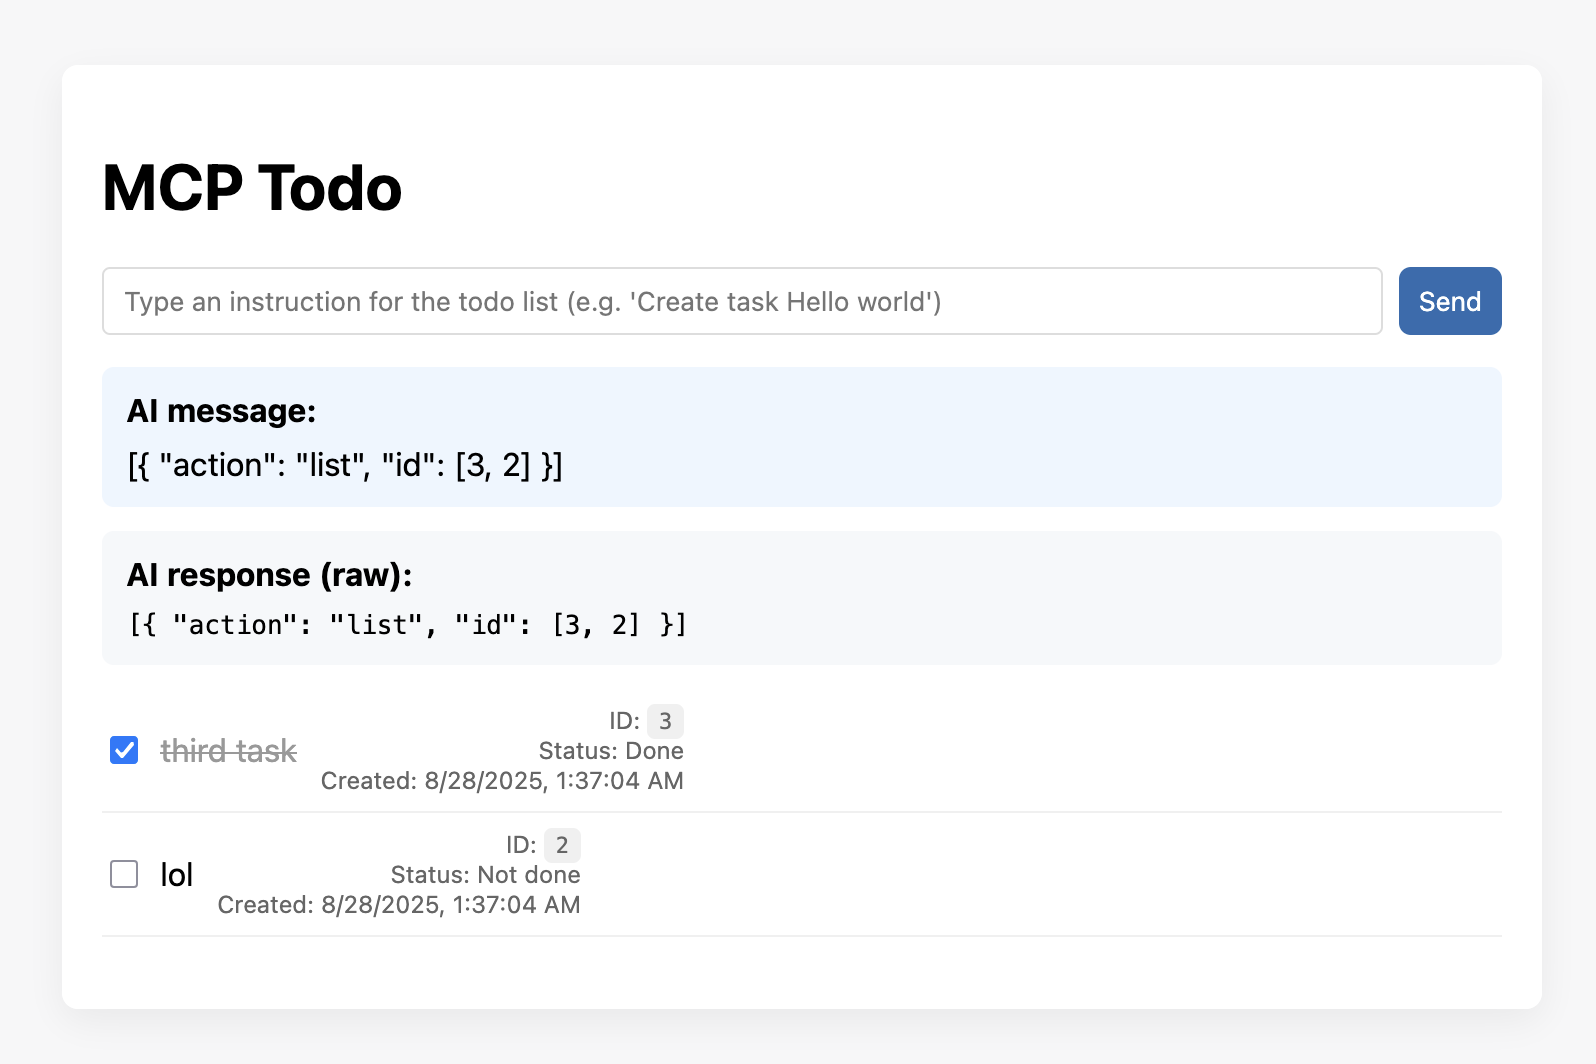 MCP Todo
Type an instruction for the todo list (e.g. 'Create task Hello world')
Send
AI message:
[{ "action": "list", "id": [3, 2] }]
AI response (raw):
[{ "action": "list", "id": [3, 2] }]
ID: 3
third task
Status: Done
Created: 8/28/2025, 1:37:04 AM
ID: 2
lol
Status: Not done
Created: 8/28/2025, 1:37:04 AM